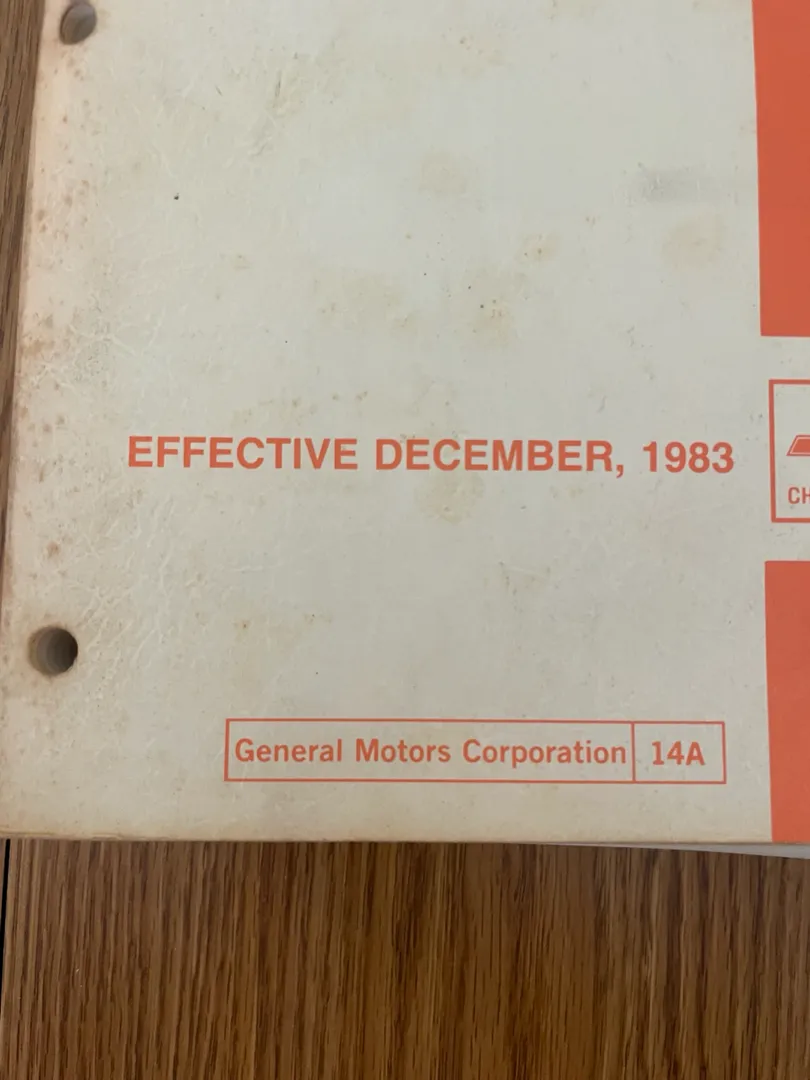 EFFECTIVE DECEMBER, 1983
CH
General Motors Corporation 14A